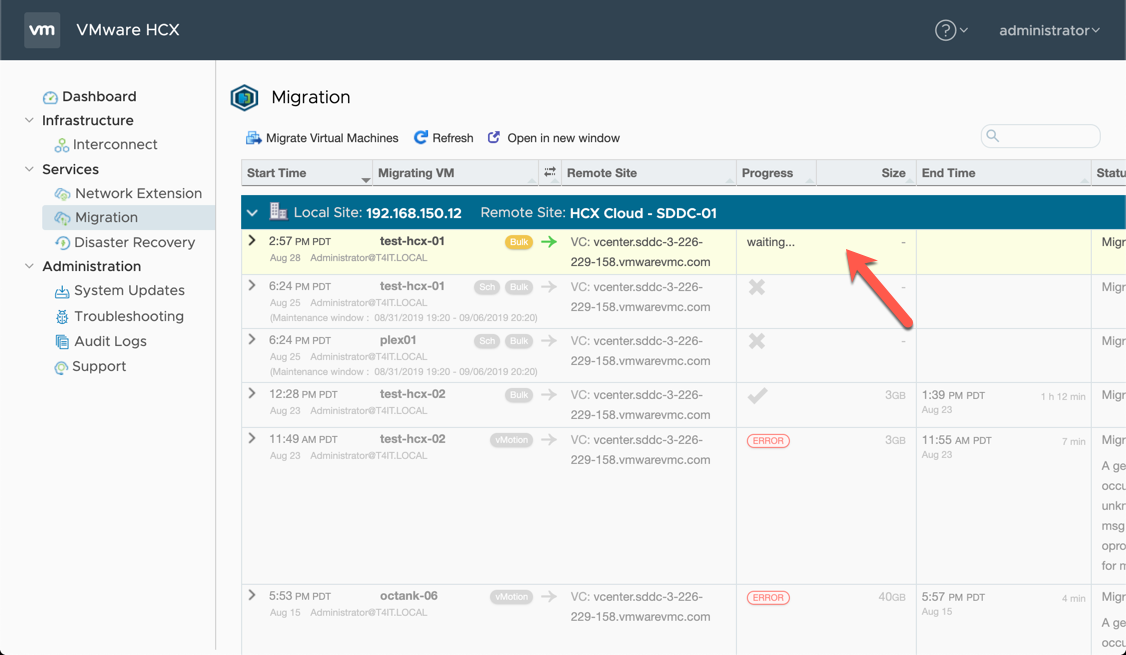 vm VMware HCX ? administrator
Dashboard
Infrastructure
Interconnect
Services
Network Extension
Migration
Disaster Recovery
Administration
System Updates
Troubleshooting
Audit Logs
Support
Migration
Migrate Virtual Machines Refresh Open in new window
Start Time Migrating VM Remote Site Progress Size End Time Statu
Local Site: 192.168.150.12 Remote Site: HCX Cloud - SDDC-01
2:57 PM PDT test-hcx-01 Bulk VC: vcenter.sddc-3-226- waiting... - Migr
Aug 28 Administrator@T4IT.LOCAL 229-158.vmwarevmc.com
6:24 PM PDT test-hcx-01 Sch Bulk VC: vcenter.sddc-3-226- - Migr
Aug 25 Administrator@T4IT.LOCAL 229-158.vmwarevmc.com
(Maintenance window : 08/31/2019 19:20 - 09/06/2019 20:20)
6:24 PM PDT plex01 Sch Bulk VC: vcenter.sddc-3-226- - Migr
Aug 25 Administrator@T4IT.LOCAL 229-158.vmwarevmc.com
(Maintenance window : 08/31/2019 19:20 - 09/06/2019 20:20)
12:28 PM PDT test-hcx-02 Bulk VC: vcenter.sddc-3-226- 3GB 1:39 PM PDT 1 h 12 min Migr
Aug 23 Administrator@T4IT.LOCAL 229-158.vmwarevmc.com Aug 23
11:49 AM PDT test-hcx-02 vMotion VC: vcenter.sddc-3-226- ERROR 3GB 11:55 AM PDT 7 min Migr
Aug 23 Administrator@T4IT.LOCAL 229-158.vmwarevmc.com Aug 23
A ge
occu
unkn
msg
opro
for m
5:53 PM PDT octank-06 vMotion VC: vcenter.sddc-3-226- ERROR 40GB 5:57 PM PDT 4 min Migr
Aug 15 Administrator@T4IT.LOCAL 229-158.vmwarevmc.com Aug 15
A ge
occu